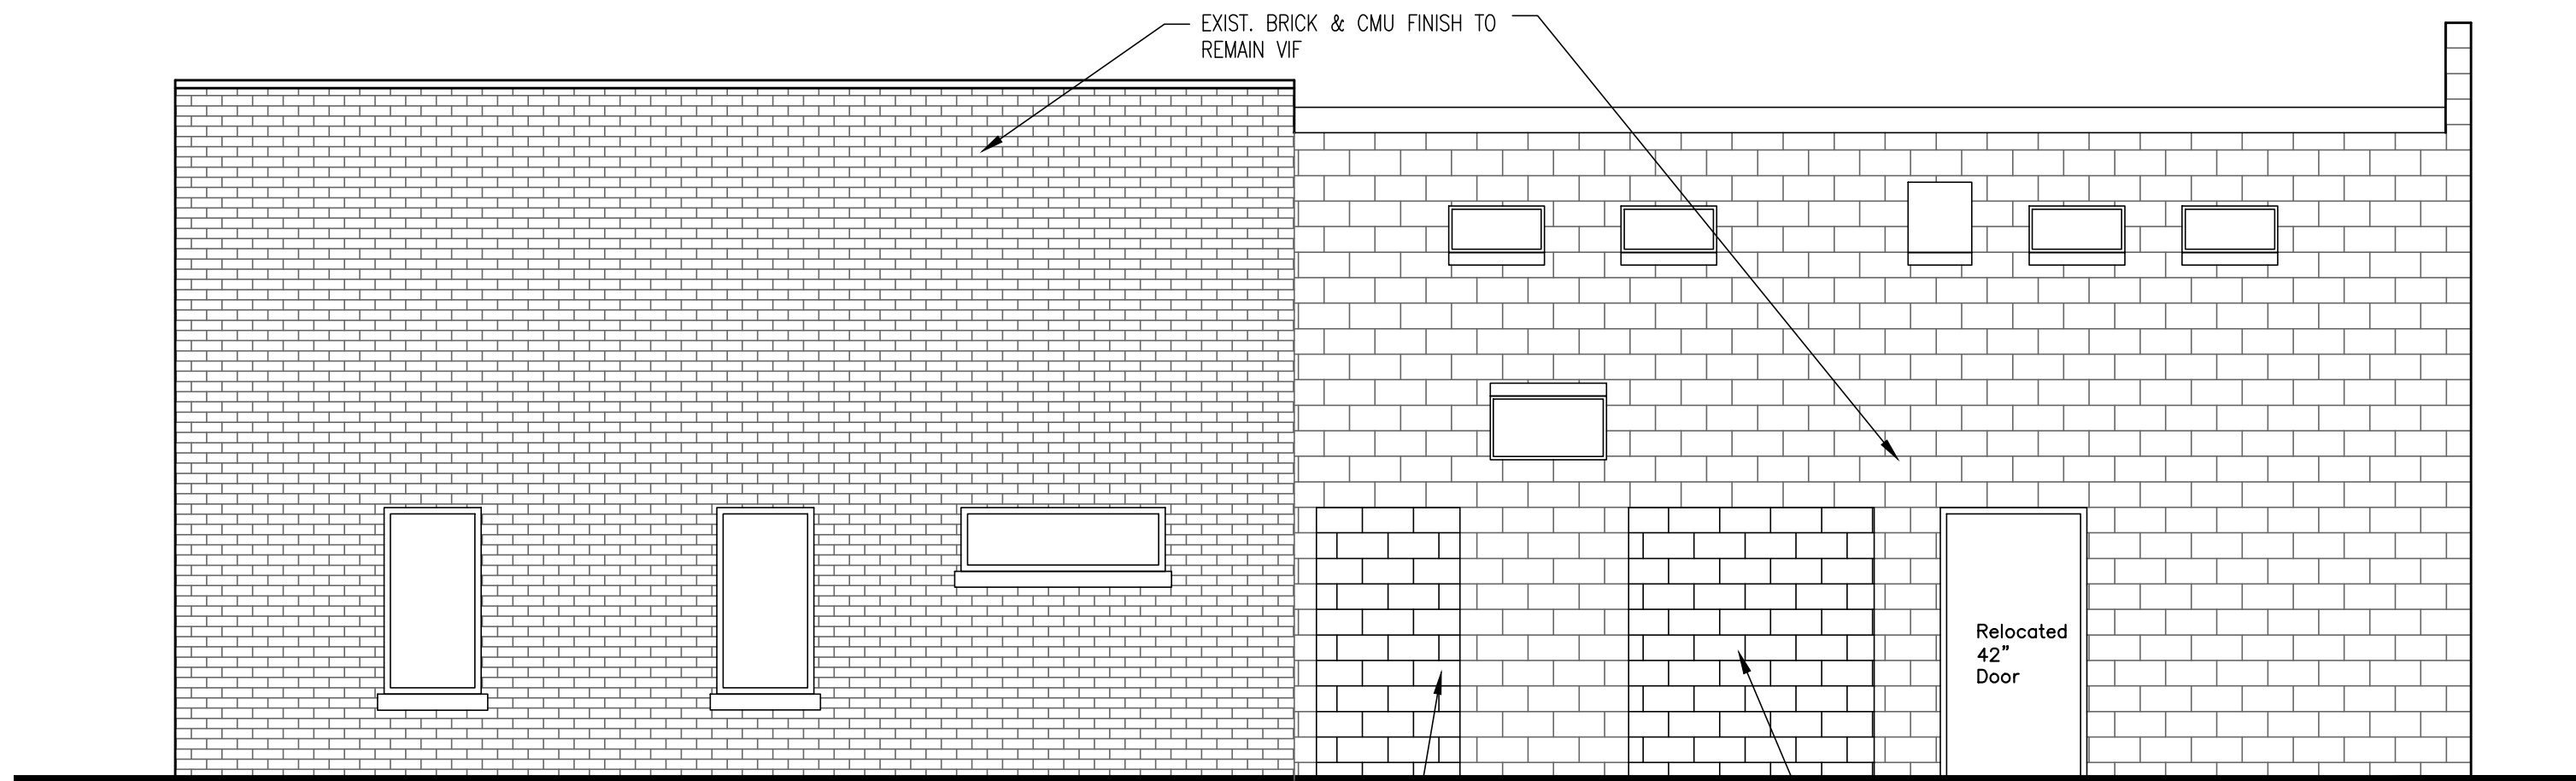 EXIST. BRICK & CMU FINISH TO
REMAIN VIF
Relocated
42"
Door